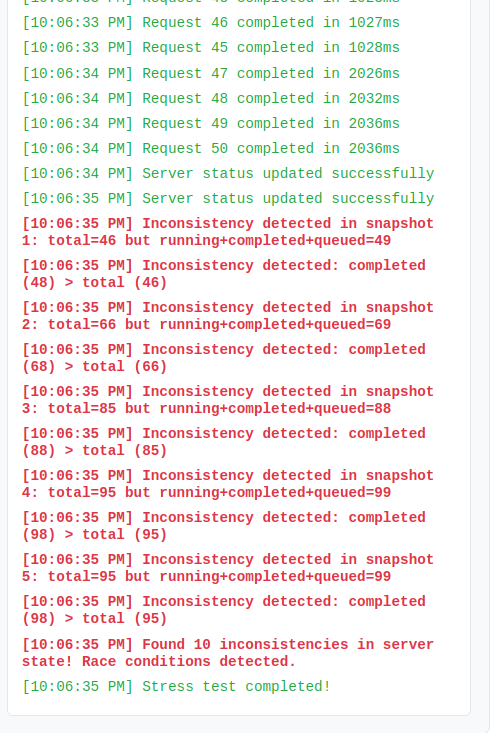 [10:06:33 PM] Request 46 completed in 1027ms
[10:06:33 PM] Request 45 completed in 1028ms
[10:06:34 PM] Request 47 completed in 2026ms
[10:06:34 PM] Request 48 completed in 2032ms
[10:06:34 PM] Request 49 completed in 2036ms
[10:06:34 PM] Request 50 completed in 2036ms
[10:06:34 PM] Server status updated successfully
[10:06:35 PM] Server status updated successfully
[10:06:35 PM] Inconsistency detected in snapshot
1: total=46 but running+completed+queued=49
[10:06:35 PM] Inconsistency detected: completed
(48) > total (46)
[10:06:35 PM] Inconsistency detected in snapshot
2: total=66 but running+completed+queued=69
[10:06:35 PM] Inconsistency detected: completed
(68) > total (66)
[10:06:35 PM] Inconsistency detected in snapshot
3: total=85 but running+completed+queued=88
[10:06:35 PM] Inconsistency detected: completed
(88) > total (85)
[10:06:35 PM] Inconsistency detected in snapshot
4: total=95 but running+completed+queued=99
[10:06:35 PM] Inconsistency detected: completed
(98) > total (95)
[10:06:35 PM] Inconsistency detected in snapshot
5: total=95 but running+completed+queued=99
[10:06:35 PM] Inconsistency detected: completed
(98) > total (95)
[10:06:35 PM] Found 10 inconsistencies in server
state! Race conditions detected.
[10:06:35 PM] Stress test completed!